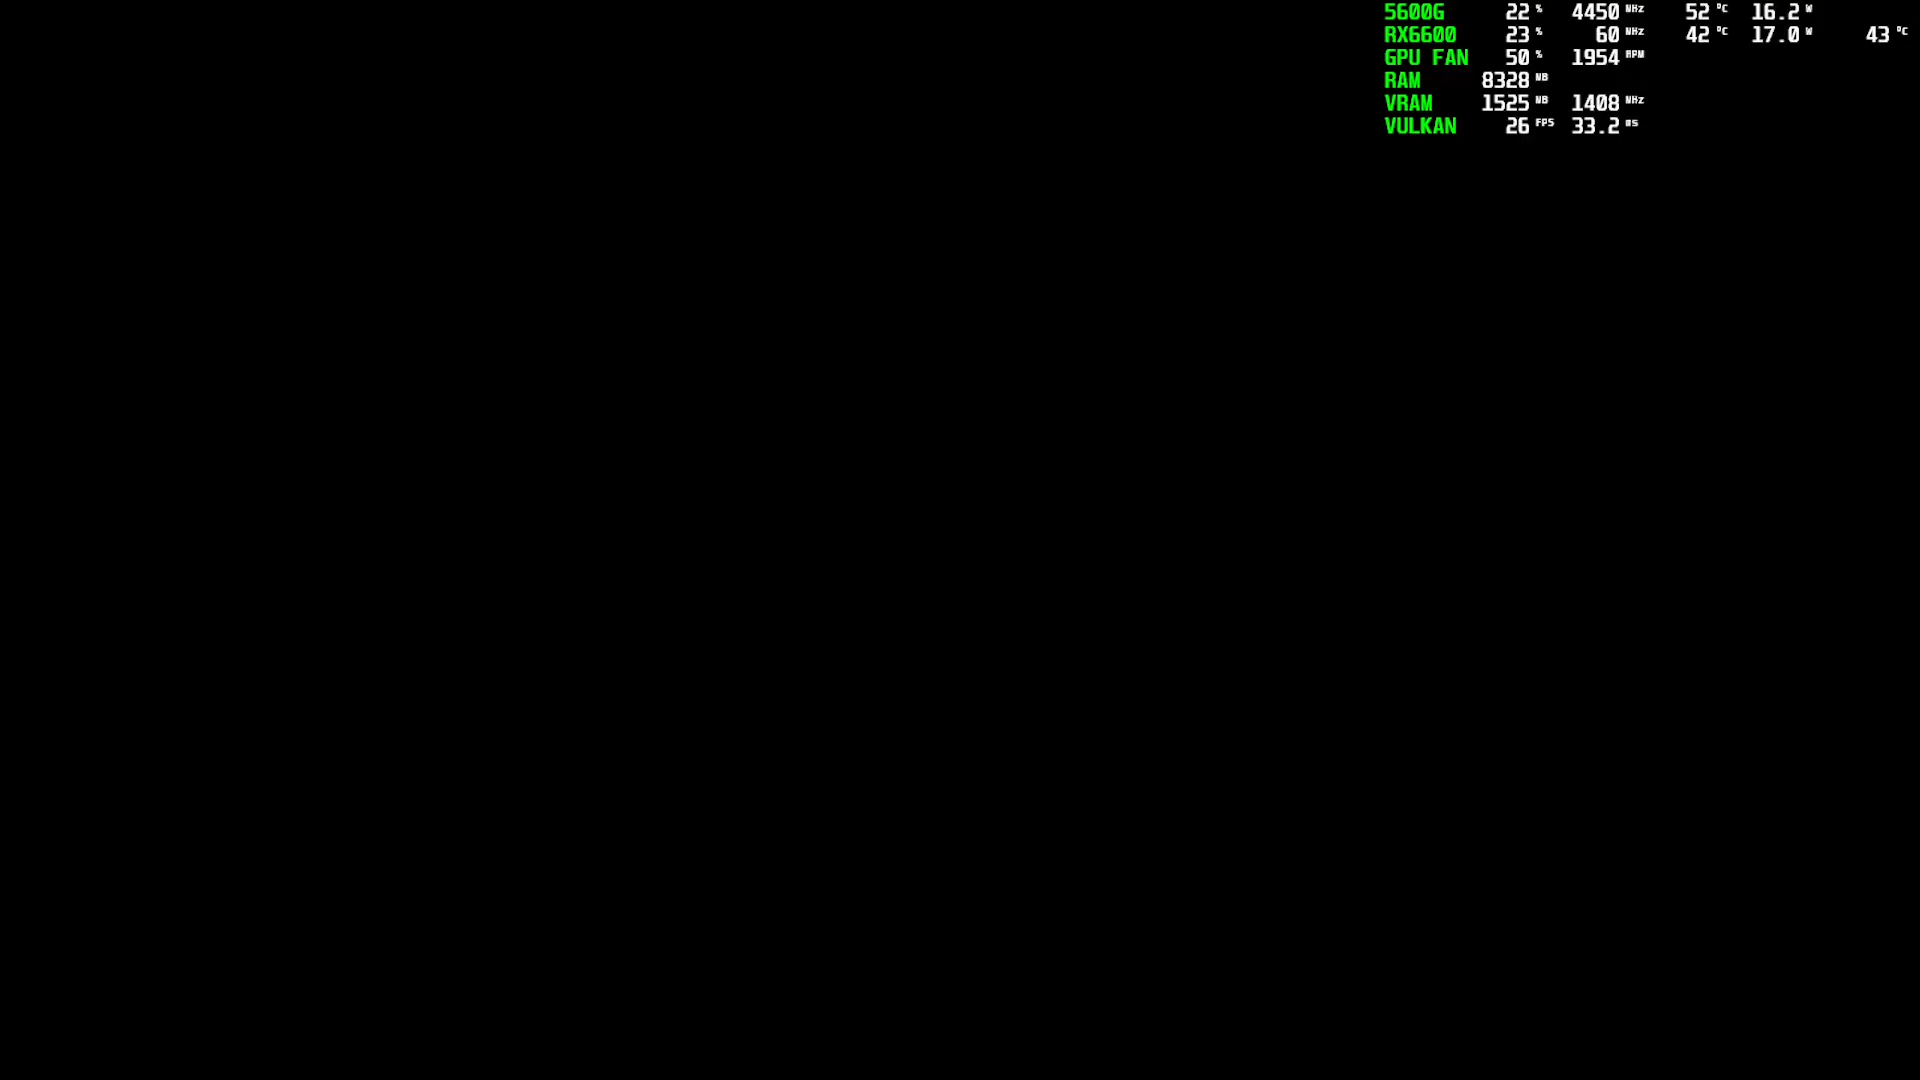 5600G 22 % 4450 MHz 52 °C 16.2 W
RX6600 23 % 60 MHz 42 °C 17.0 W 43 °C
GPU FAN 50 % 1954 RPM
RAM 8328 MB
VRAM 1525 MB 1408 MHz
VULKAN 26 FPS 33.2 ms